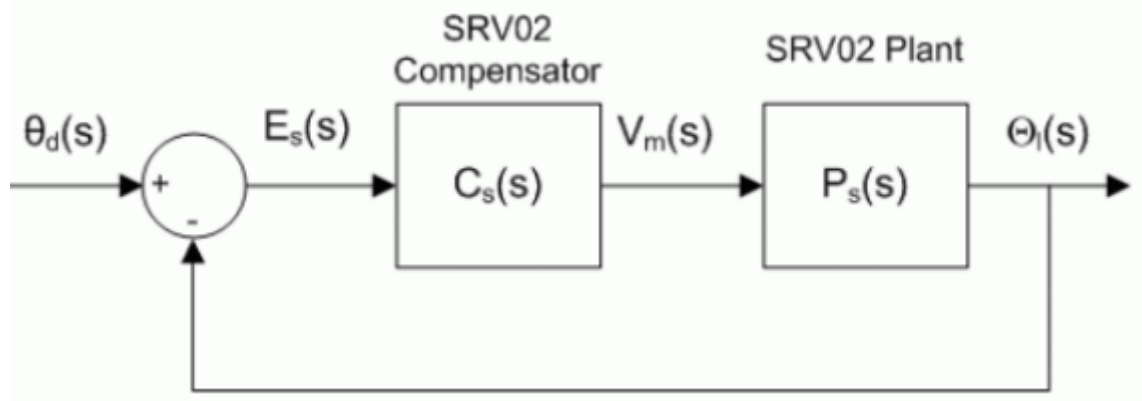 SRV02
Compensator
SRV02 Plant
θd(s)
Es(s)
Cs(s)
Vm(s)
Ps(s)
Θl(s)
+
-